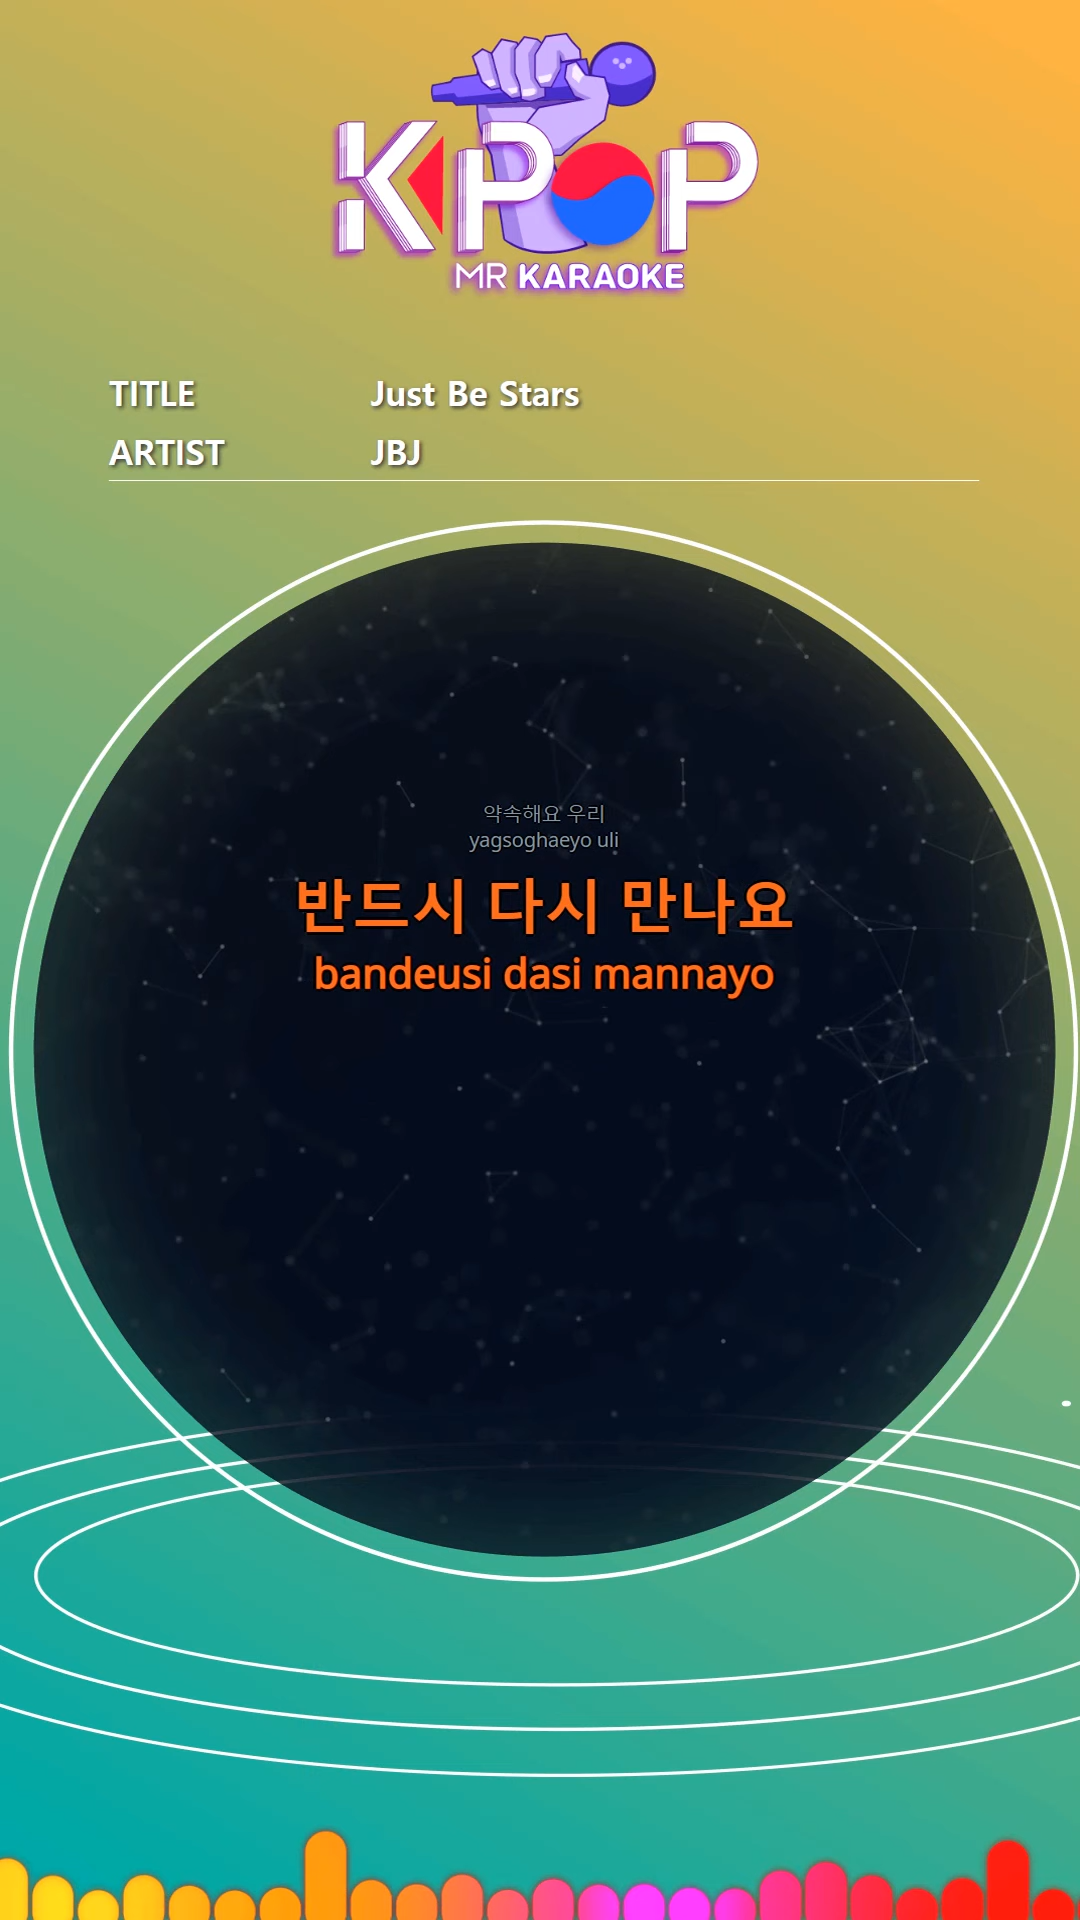 KPOP
MR KARAOKE
TITLE Just Be Stars
ARTIST JBJ
약속해요 우리
yagsoghaeyo uli
반드시 다시 만나요
bandeusi dasi mannayo